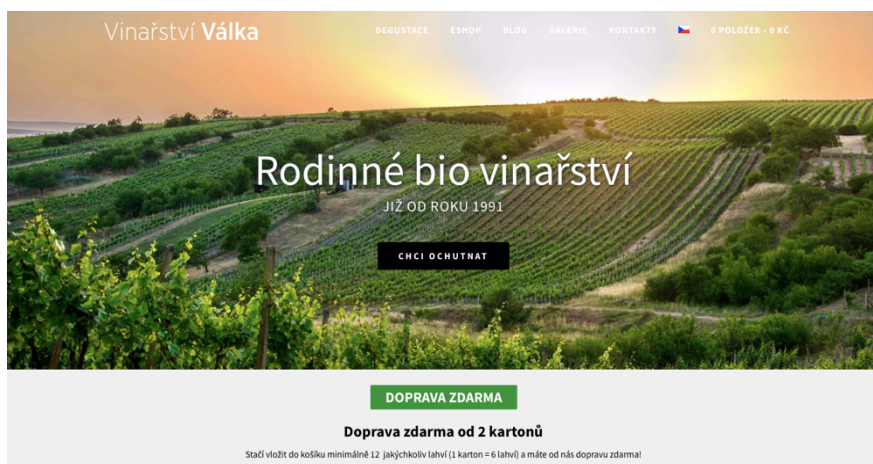 Vinařství Válka
DEGUSTACE ESHOP BLOG GALERIE KONTAKTY 0 POLOŽEK - 0 KČ
Rodinné bio vinařství
JIŽ OD ROKU 1991
CHCI OCHUTNAT
DOPRAVA ZDARMA
Doprava zdarma od 2 kartonů
Stačí vložit do košíku minimálně 12 jakýchkoliv lahví (1 karton = 6 lahví) a máte od nás dopravu zdarma!